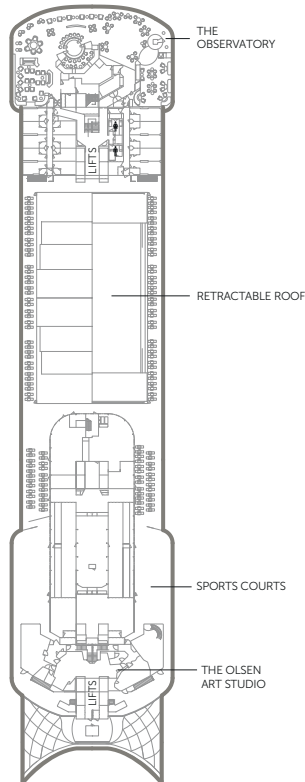 THE
OBSERVATORY
LIFTS
RETRACTABLE ROOF
SPORTS COURTS
THE OLSEN
ART STUDIO
LIFTS